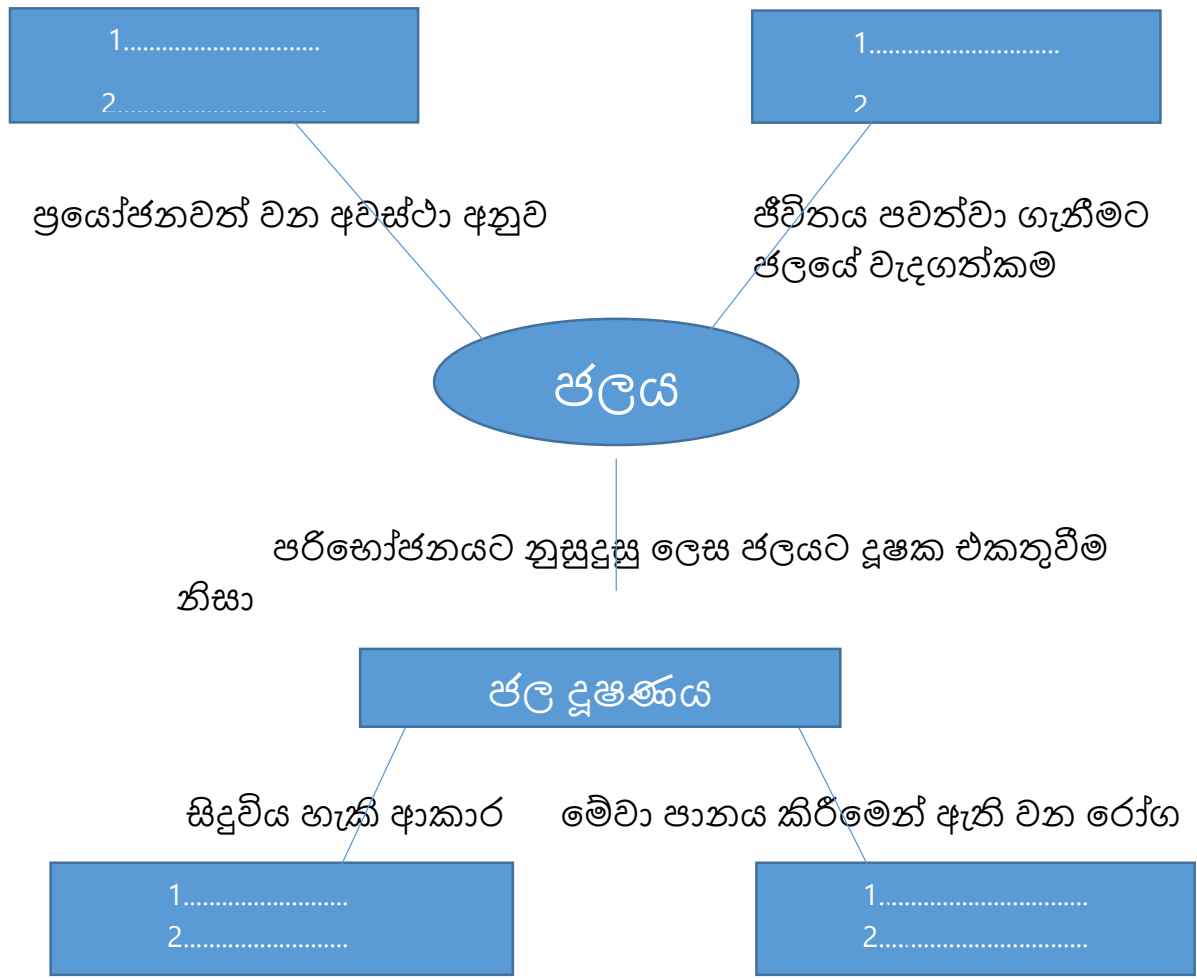 1..............................
2................................
1.............................
2
ප්‍රයෝජනවත් වන අවස්ථා අනුව
ජීවිතය පවත්වා ගැනීමට
ජලයේ වැදගත්කම
ජලය
පරිභෝජනයට නුසුදුසු ලෙස ජලයට දූෂක එකතුවීම
නිසා
ජල දූෂණය
සිදුවිය හැකි ආකාර
මේවා පානය කිරීමෙන් ඇති වන රෝග
1.........................
2.........................
1...............................
2...............................